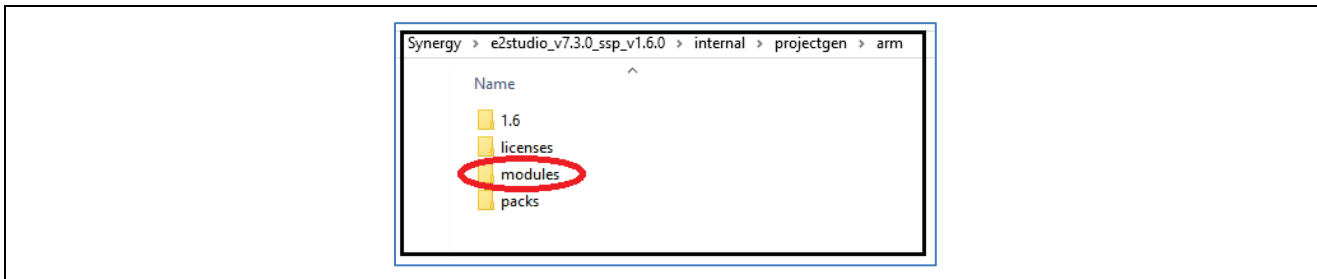 Synergy > e2studio_v7.3.0_ssp_v1.6.0 > internal > projectgen > arm
Name
1.6
licenses
modules
packs